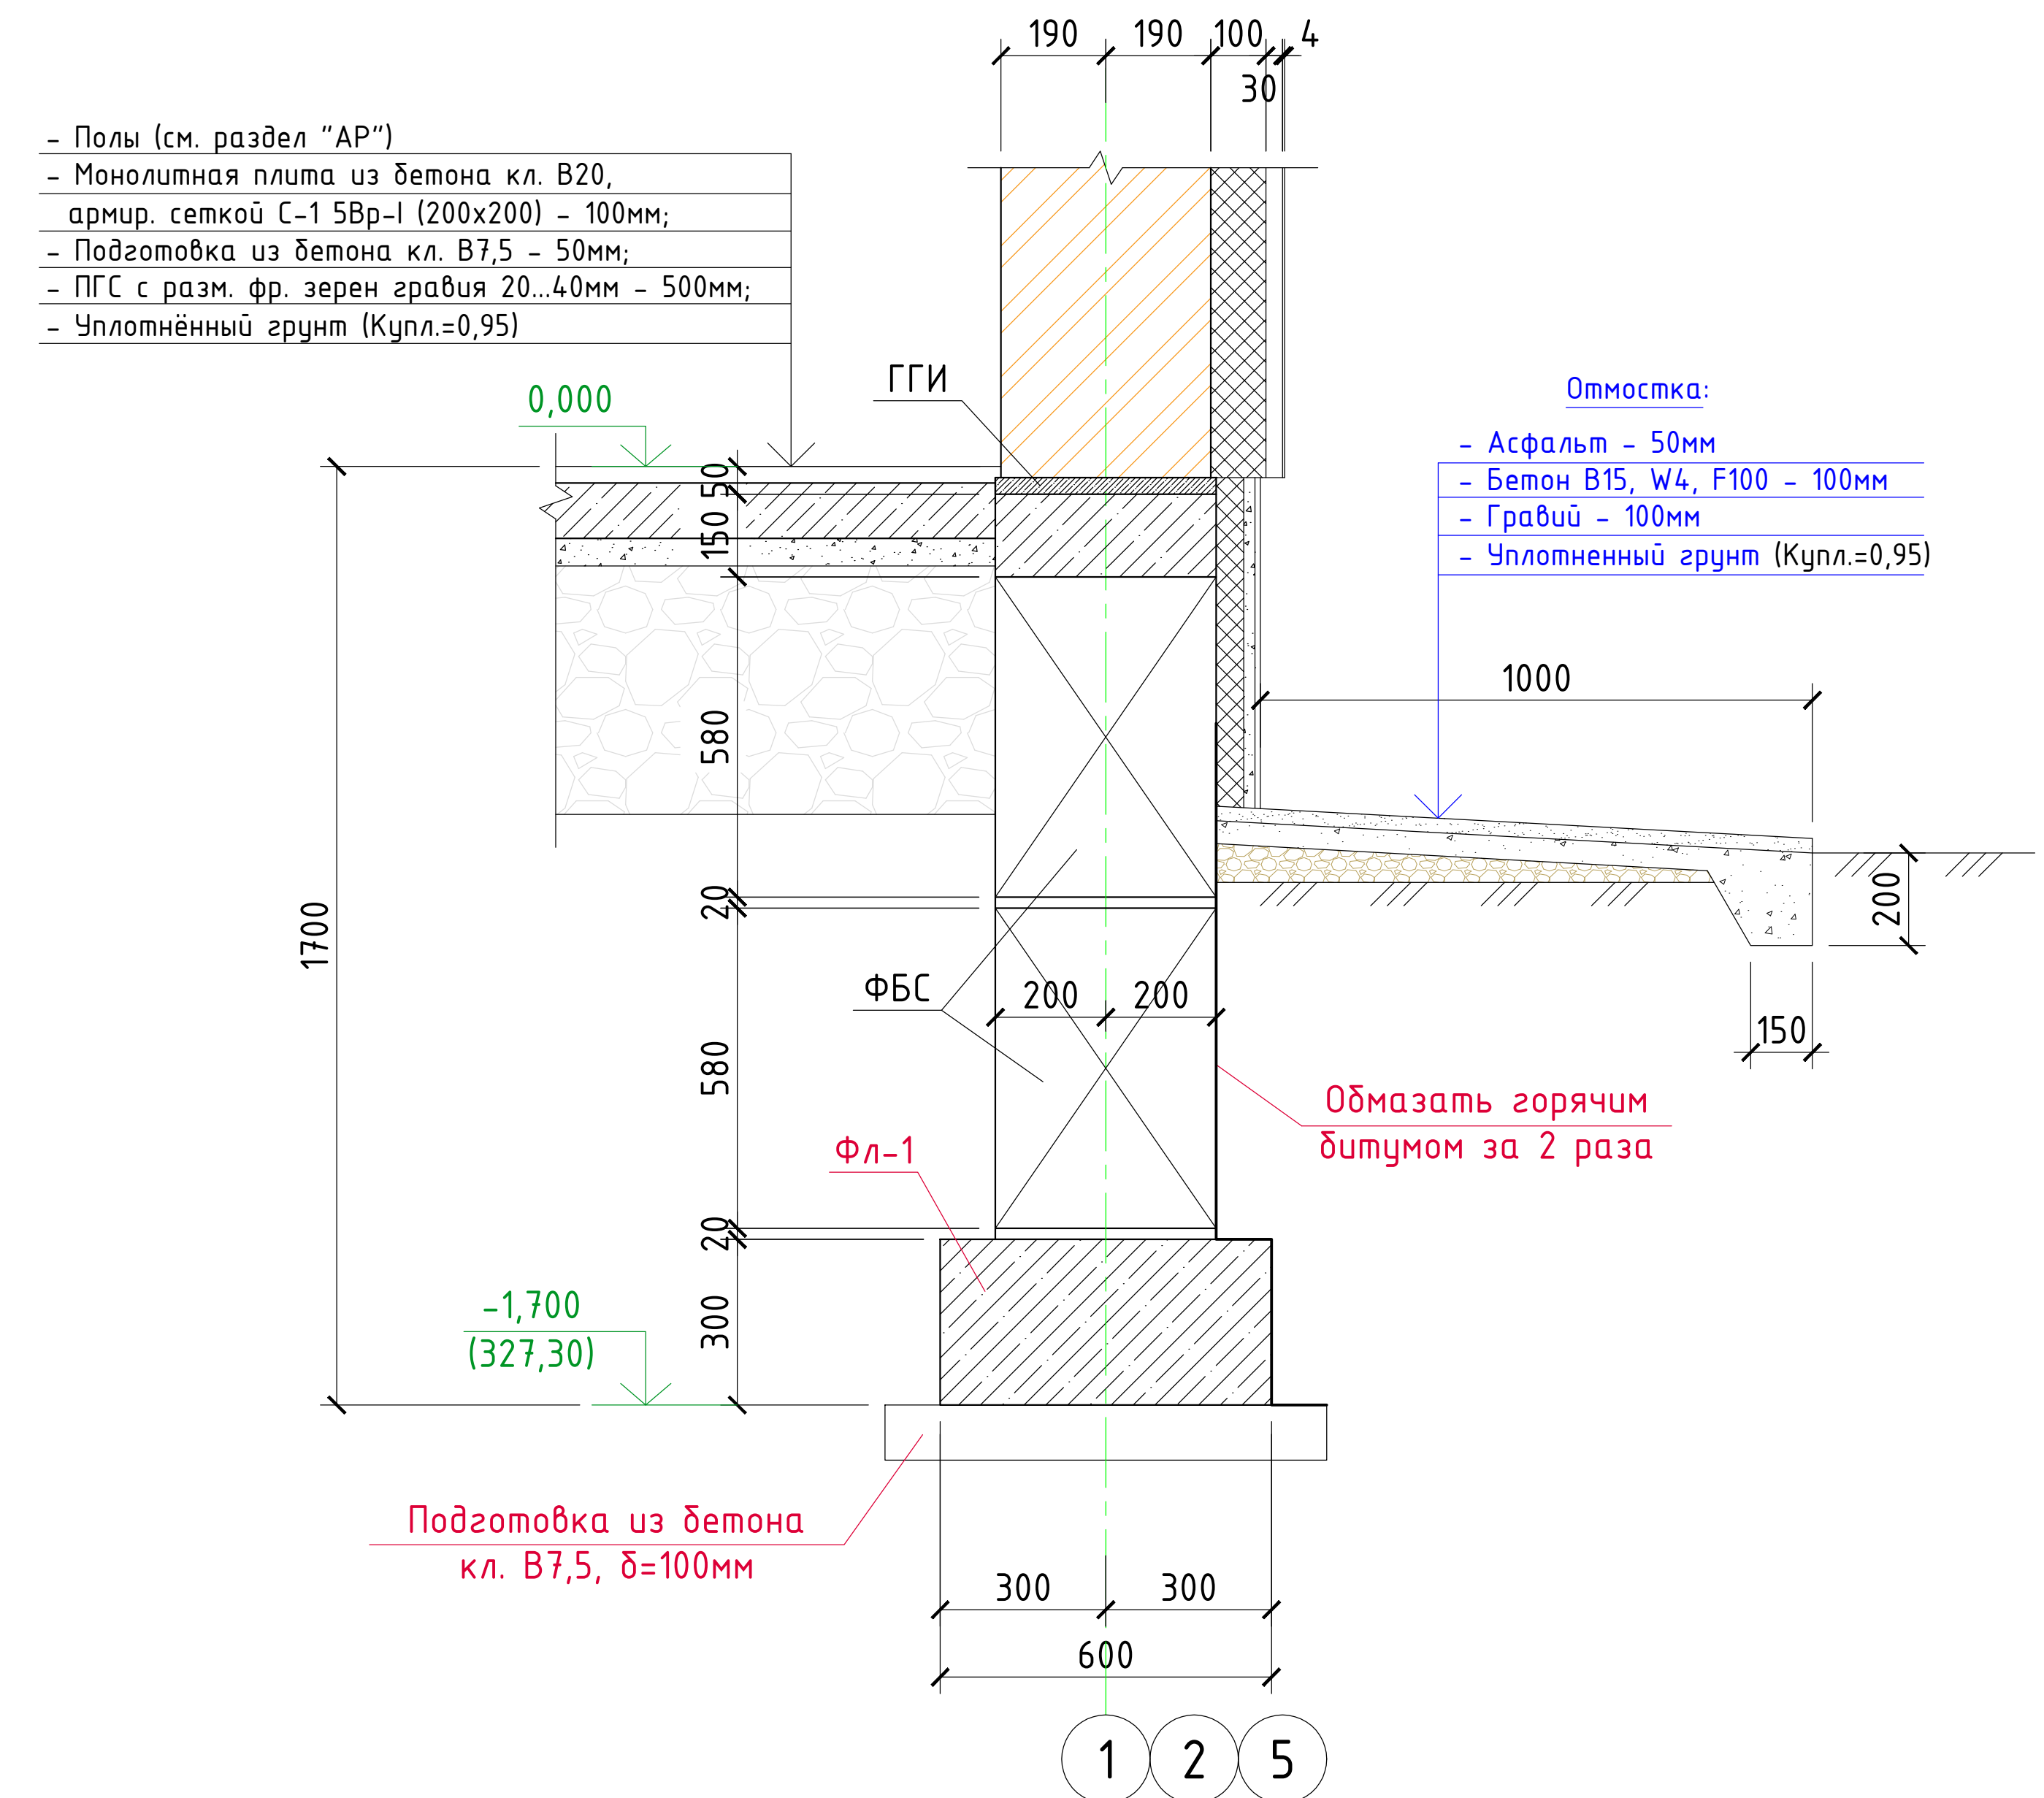 190 190 100 4
30
- Полы (см. раздел "АР")
- Монолитная плита из бетона кл. В20,
армир. сеткой С-1 5Вр-I (200х200) - 100мм;
- Подготовка из бетона кл. В7,5 - 50мм;
- ПГС с разм. фр. зерен гравия 20...40мм - 500мм;
- Уплотнённый грунт (Купл.=0,95)
ГГИ
0,000
Отмостка:
- Асфальт - 50мм
- Бетон В15, W4, F100 - 100мм
- Гравий - 100мм
- Уплотненный грунт (Купл.=0,95)
50
150
1000
580
20
200
1700
ФБС
200 200
150
580
Обмазать горячим
битумом за 2 раза
Фл-1
20
-1,700
(327,30)
300
Подготовка из бетона
кл. В7,5, δ=100мм
300 300
600
1 2 5